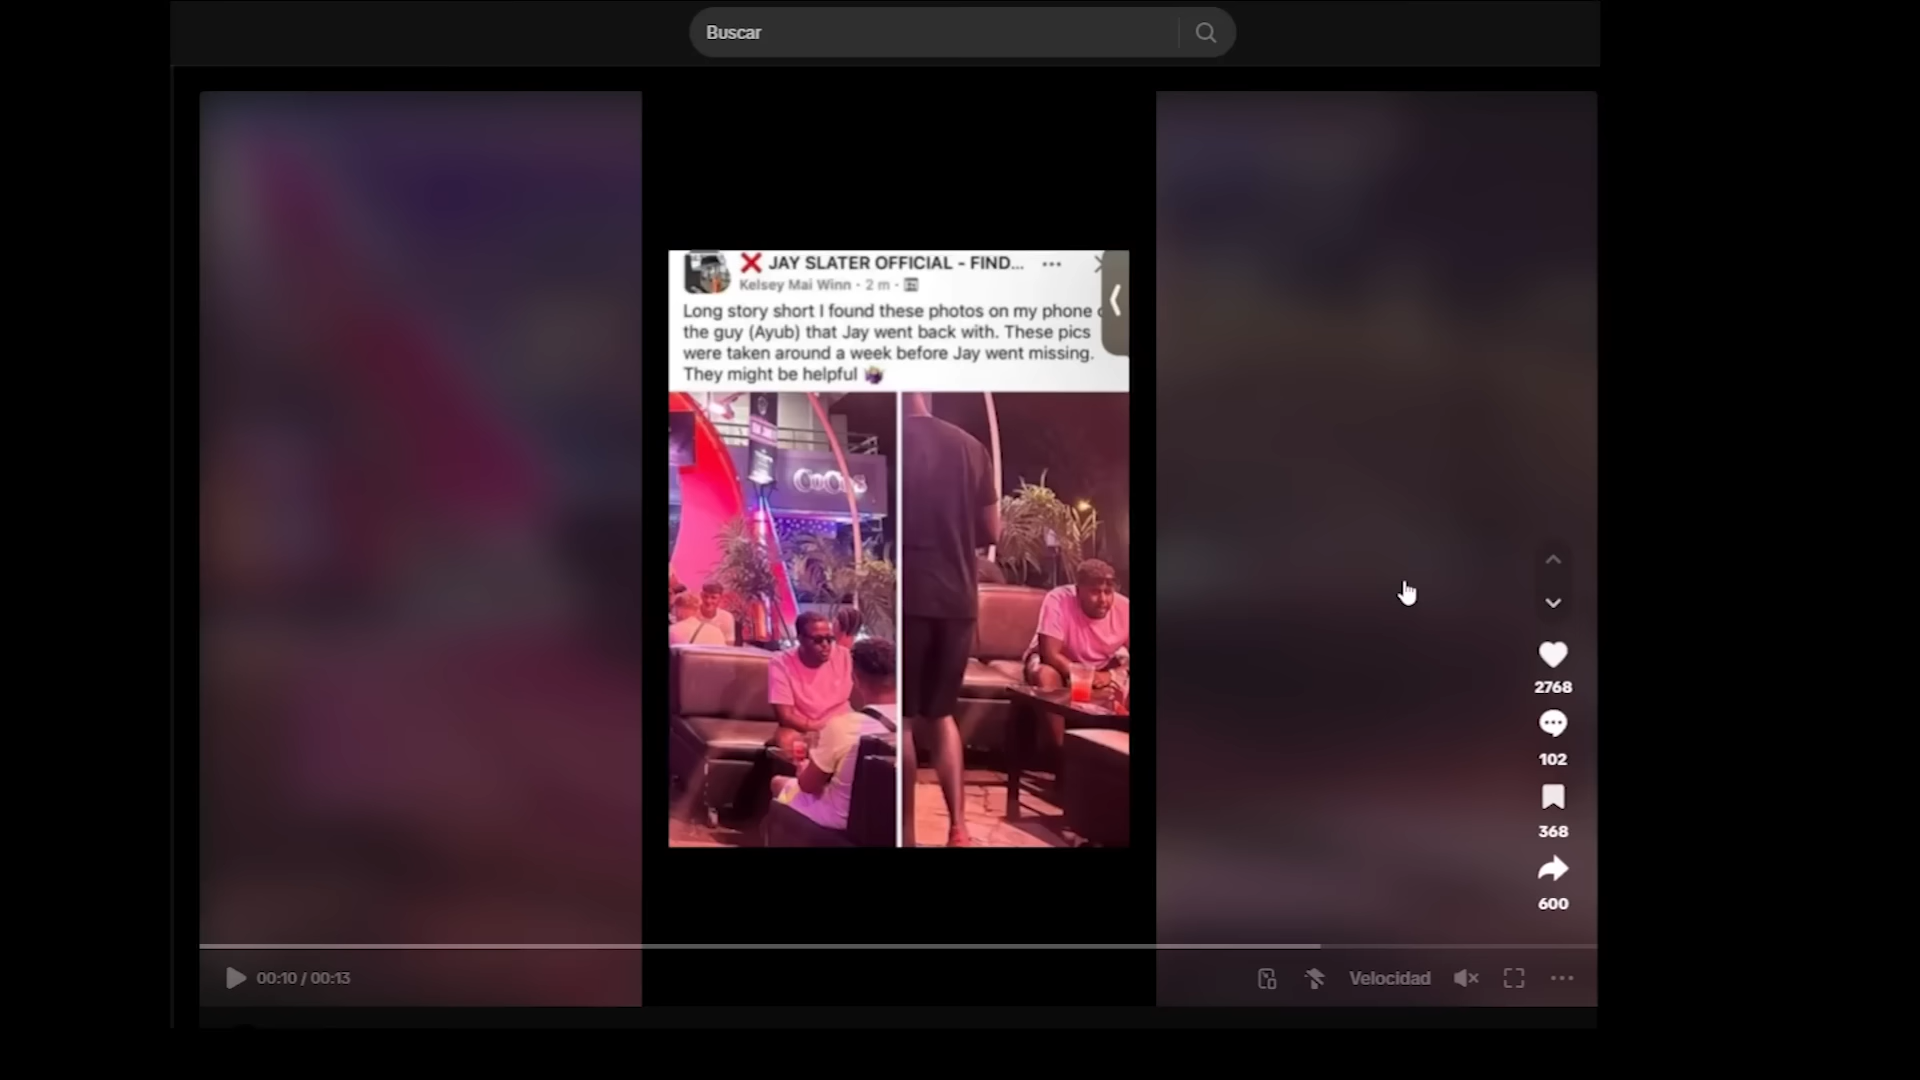 Buscar
JAY SLATER OFFICIAL - FIND...
Kelsey Mai Winn · 2 m ·
Long story short I found these photos on my phone
the guy (Ayub) that Jay went back with. These pics
were taken around a week before Jay went missing.
They might be helpful
2768
102
368
600
00:10 / 00:13
Velocidad